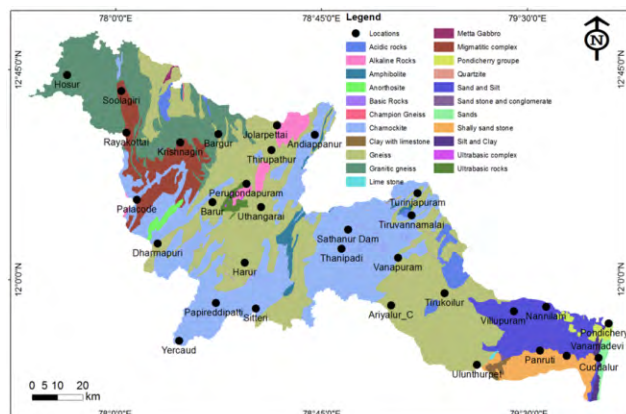 78°0'0"E 78°45'0"E 79°30'0"E
Legend
Locations
Acidic rocks
Alkaline Rocks
Amphibolite
Anorthosite
Basic Rocks
Champion Gneiss
Charnockite
Clay with limestone
Gneiss
Granitic gneiss
Lime stone
Metta Gabbro
Migmatitic complex
Pondicherry groupe
Quartzite
Sand and Silt
Sand stone and conglomerate
Sands
Shally sand stone
Silt and Clay
Ultrabasic complex
Ultrabasic rocks
N
12°45'0"N 12°45'0"N
Hosur
Soolagiri
Rayakottai
Krishnagiri
Bargur
Jolarpettai
Andiappanur
Thirupathur
Perugondapuram
Palacode
Barur
Uthangarai
Turinjapuram
Tiruvannamalai
Sathanur Dam
Dharmapuri
Thanipadi
Harur
Vanapuram
12°0'0"N 12°0'0"N
Tirukoilur
Papireddipatti
Sitteri
Ariyalur_C
Villupuram
Nannilam
Pondichery
Yercaud
Panruti
Vanamadevi
Cuddalur
Ulunthurpet
0 5 10 20
km
78°0'0"E 78°45'0"E 79°30'0"E